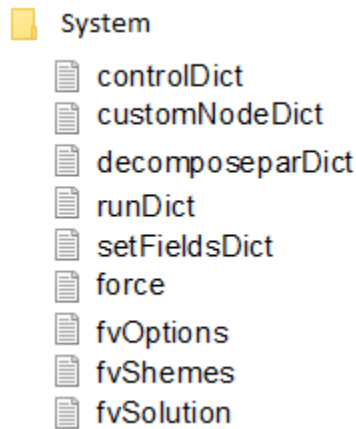 System
controlDict
customNodeDict
decomposeparDict
runDict
setFieldsDict
force
fvOptions
fvShemes
fvSolution